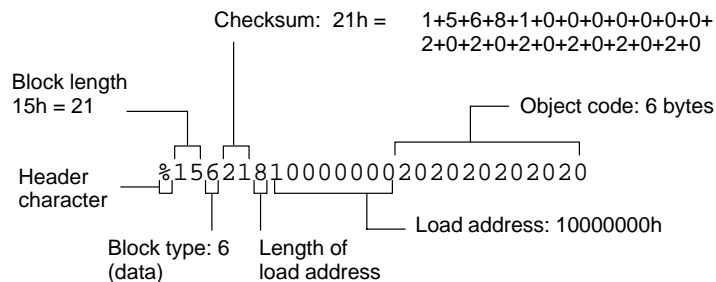 Checksum: 21h = 1+5+6+8+1+0+0+0+0+0+0+0+
2+0+2+0+2+0+2+0+2+0+2+0
Block length
15h = 21
Object code: 6 bytes
%1562181000000020202020202020
Header
character
Load address: 10000000h
Block type: 6
(data)
Length of
load address